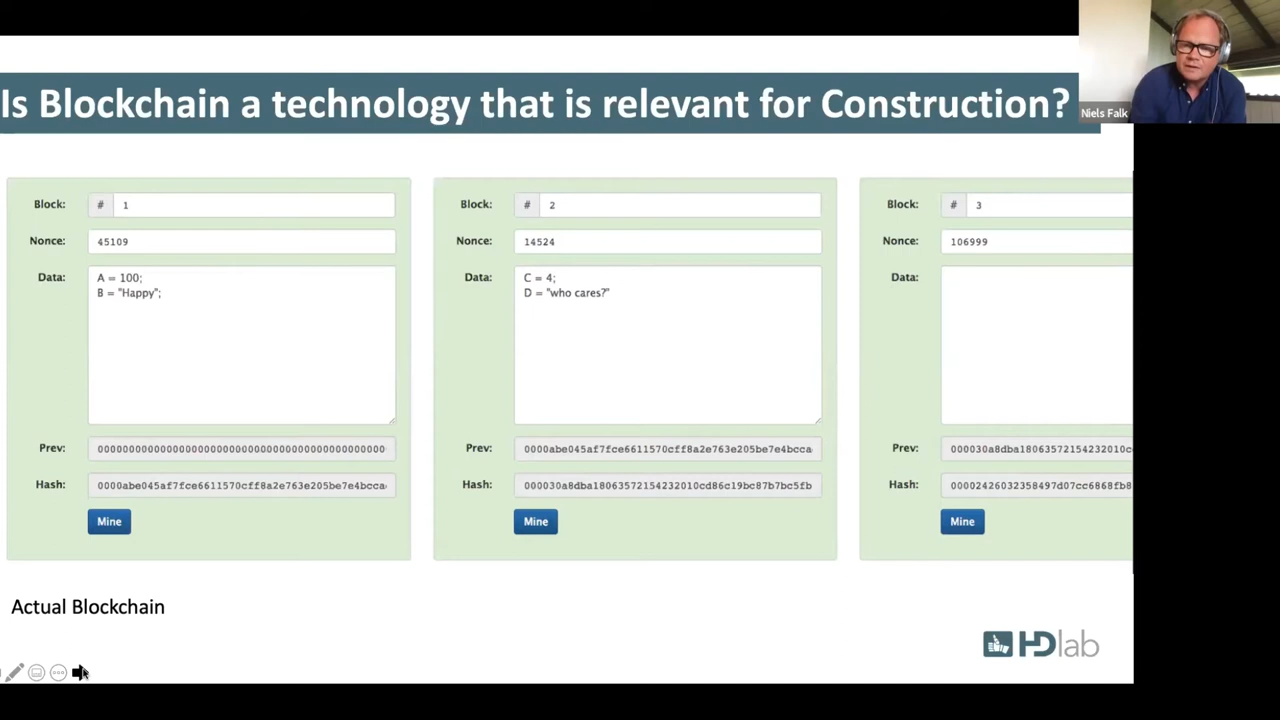 Is Blockchain a technology that is relevant for Construction?
Niels Falk
Block: # 1
Nonce: 45109
Data: A = 100;
B = "Happy";
Prev: 000000000000000000000000000000000000000000000
Hash: 0000abe045af7fce6611570cff8a2e763e205be7e4bcca
Mine
Block: # 2
Nonce: 14524
Data: C = 4;
D = "who cares?"
Prev: 0000abe045af7fce6611570cff8a2e763e205be7e4bcca
Hash: 000030a8dba18063572154232010cd86c19bc87b7bc5fb
Mine
Block: # 3
Nonce: 106999
Data:
Prev: 000030a8dba18063572154232010c
Hash: 00002426032358497d07cc6868fb8
Mine
Actual Blockchain
HDlab